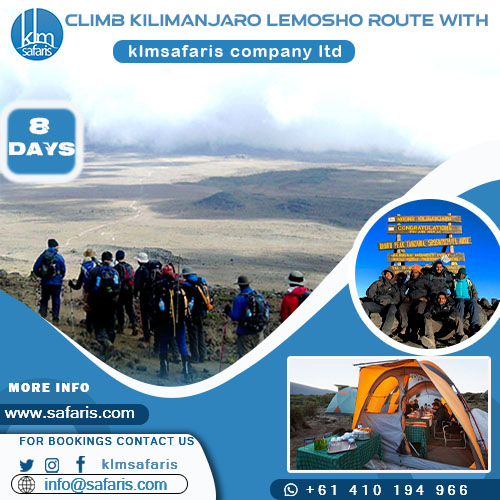 klm
safaris
CLIMB KILIMANJARO LEMOSHO ROUTE WITH
klmsafaris company ltd
8
DAYS
MOUNT KILIMANJARO
CONGRATULATIONS
MORE INFO
www.safaris.com
FOR BOOKINGS CONTACT US
klmsafaris
info@safaris.com
+61 410 194 966